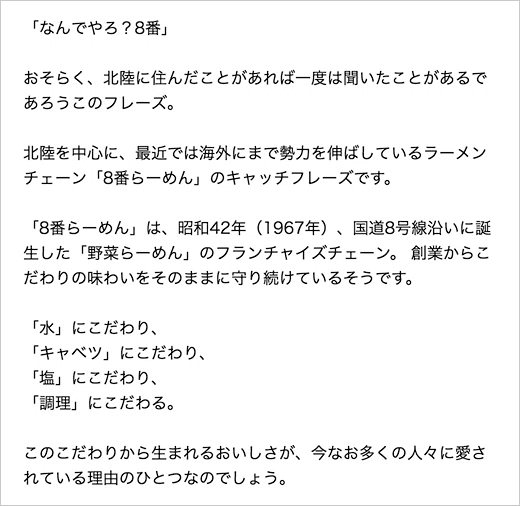 「なんでやろ？8番」
おそらく、北陸に住んだことがあれば一度は聞いたことがあるで
あろうこのフレーズ。
北陸を中心に、最近では海外にまで勢力を伸ばしているラーメン
チェーン「8番らーめん」のキャッチフレーズです。
「8番らーめん」は、昭和42年（1967年）、国道8号線沿いに誕
生した「野菜らーめん」のフランチャイズチェーン。 創業からこ
だわりの味わいをそのままに守り続けているそうです。
「水」にこだわり、
「キャベツ」にこだわり、
「塩」にこだわり、
「調理」にこだわる。
このこだわりから生まれるおいしさが、今なお多くの人々に愛さ
れている理由のひとつなのでしょう。